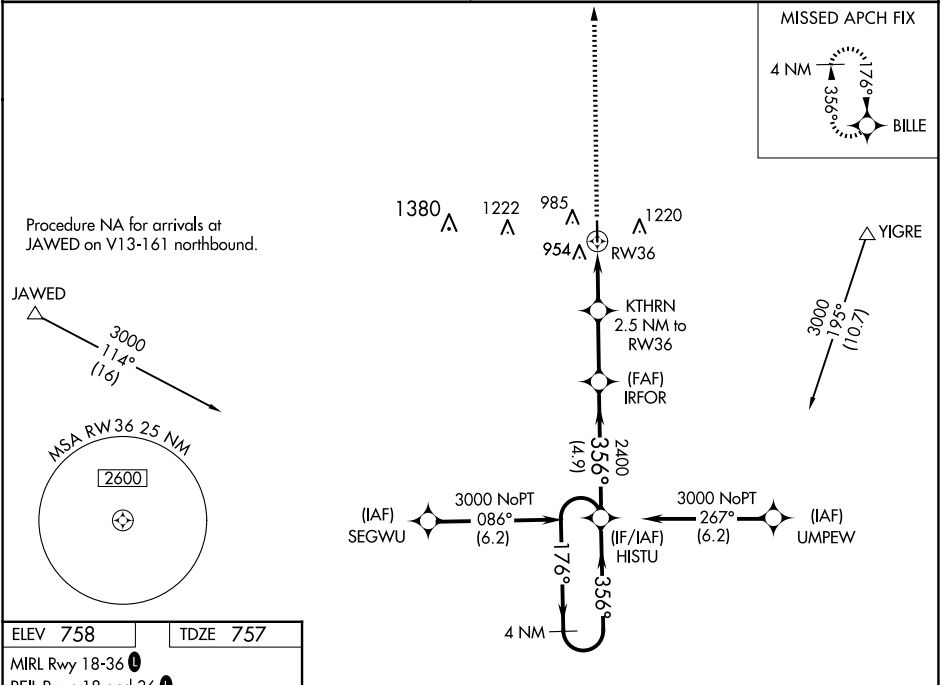 MISSED APCH FIX
4 NM
176°
356°
BILLE
Procedure NA for arrivals at
JAWED on V13-161 northbound.
JAWED
3000
114°
(16)
1380
1222
985
1220
954
RW36
YIGRE
3000
195°
(10.7)
KTHRN
2.5 NM to
RW36
(FAF)
IRFOR
2400
356°
(4.9)
MSA RW36 25 NM
2600
(IAF)
SEGWU
3000 NoPT
086°
(6.2)
(IF/IAF)
HISTU
3000 NoPT
267°
(6.2)
(IAF)
UMPEW
176°
356°
4 NM
ELEV 758
TDZE 757
MIRL Rwy 18-36 L